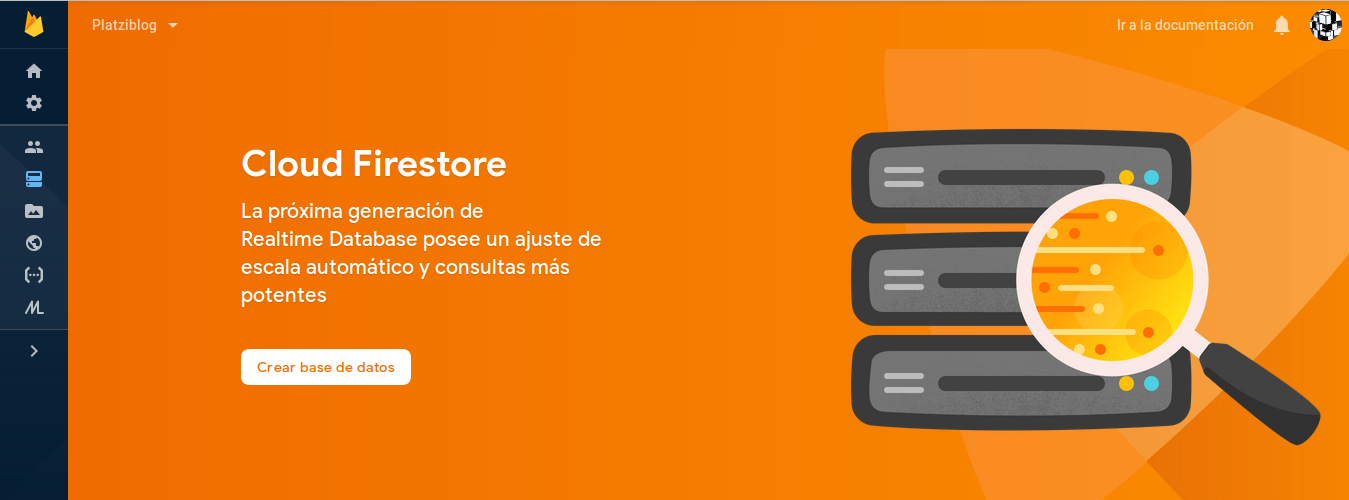 Platziblog
Ir a la documentación
Cloud Firestore
La próxima generación de
Realtime Database posee un ajuste de
escala automático y consultas más
potentes
Crear base de datos